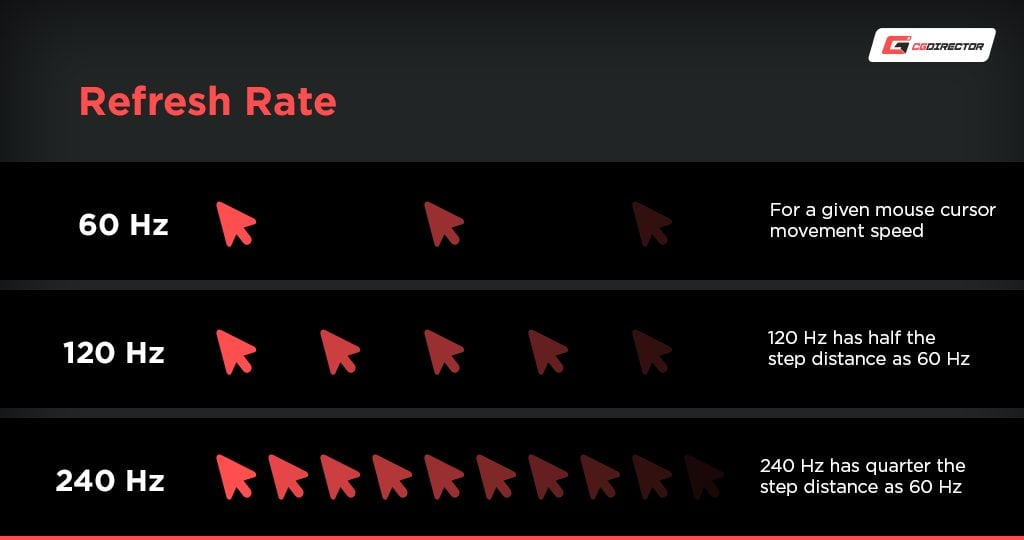 CGDIRECTOR
Refresh Rate
60 Hz
For a given mouse cursor
movement speed
120 Hz
120 Hz has half the
step distance as 60 Hz
240 Hz
240 Hz has quarter the
step distance as 60 Hz